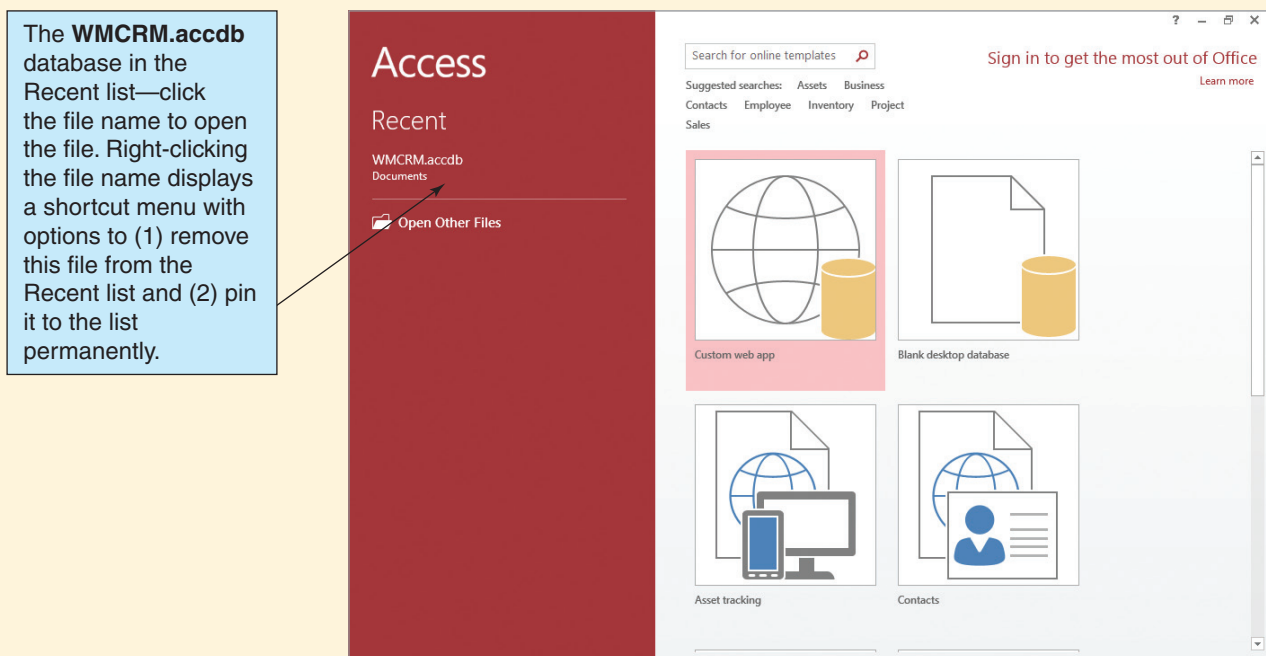 The WMCRM.accdb
database in the
Recent list—click
the file name to open
the file. Right-clicking
the file name displays
a shortcut menu with
options to (1) remove
this file from the
Recent list and (2) pin
it to the list
permanently.
Access
Recent
WMCRM.accdb
Documents
Open Other Files
?
Search for online templates
Sign in to get the most out of Office
Learn more
Suggested searches: Assets Business
Contacts Employee Inventory Project
Sales
Custom web app
Blank desktop database
Asset tracking
Contacts